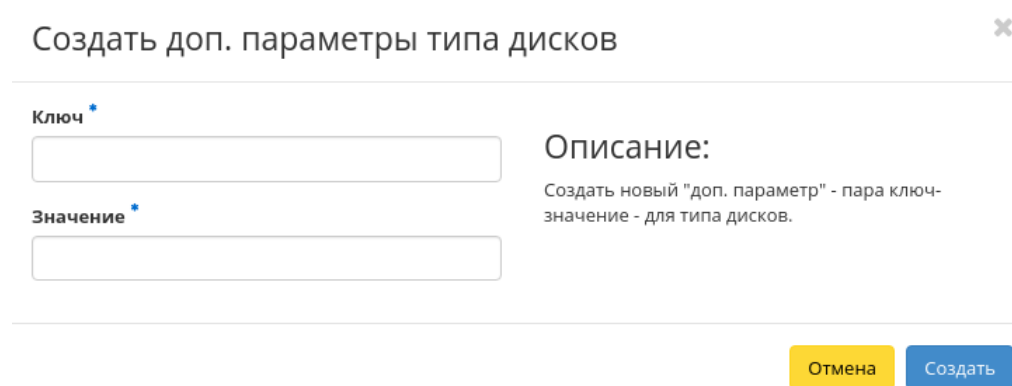 Создать доп. параметры типа дисков
×
Ключ *
Описание:
Создать новый "доп. параметр" - пара ключ-
значение - для типа дисков.
Значение *
Отмена
Создать